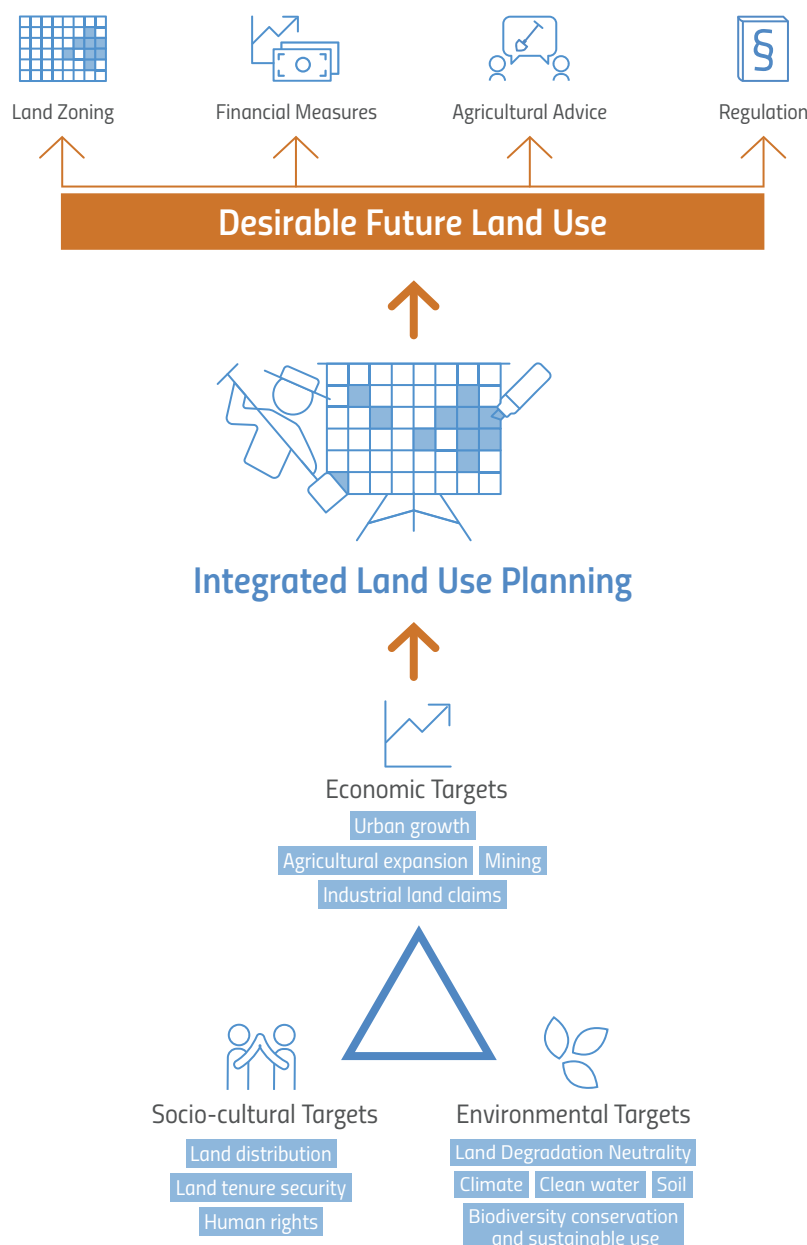 Land Zoning
Financial Measures
Agricultural Advice
Regulation
§
Desirable Future Land Use
Integrated Land Use Planning
Economic Targets
Urban growth
Agricultural expansion
Mining
Industrial land claims
Socio-cultural Targets
Land distribution
Land tenure security
Human rights
Environmental Targets
Land Degradation Neutrality
Climate
Clean water
Soil
Biodiversity conservation
and sustainable use